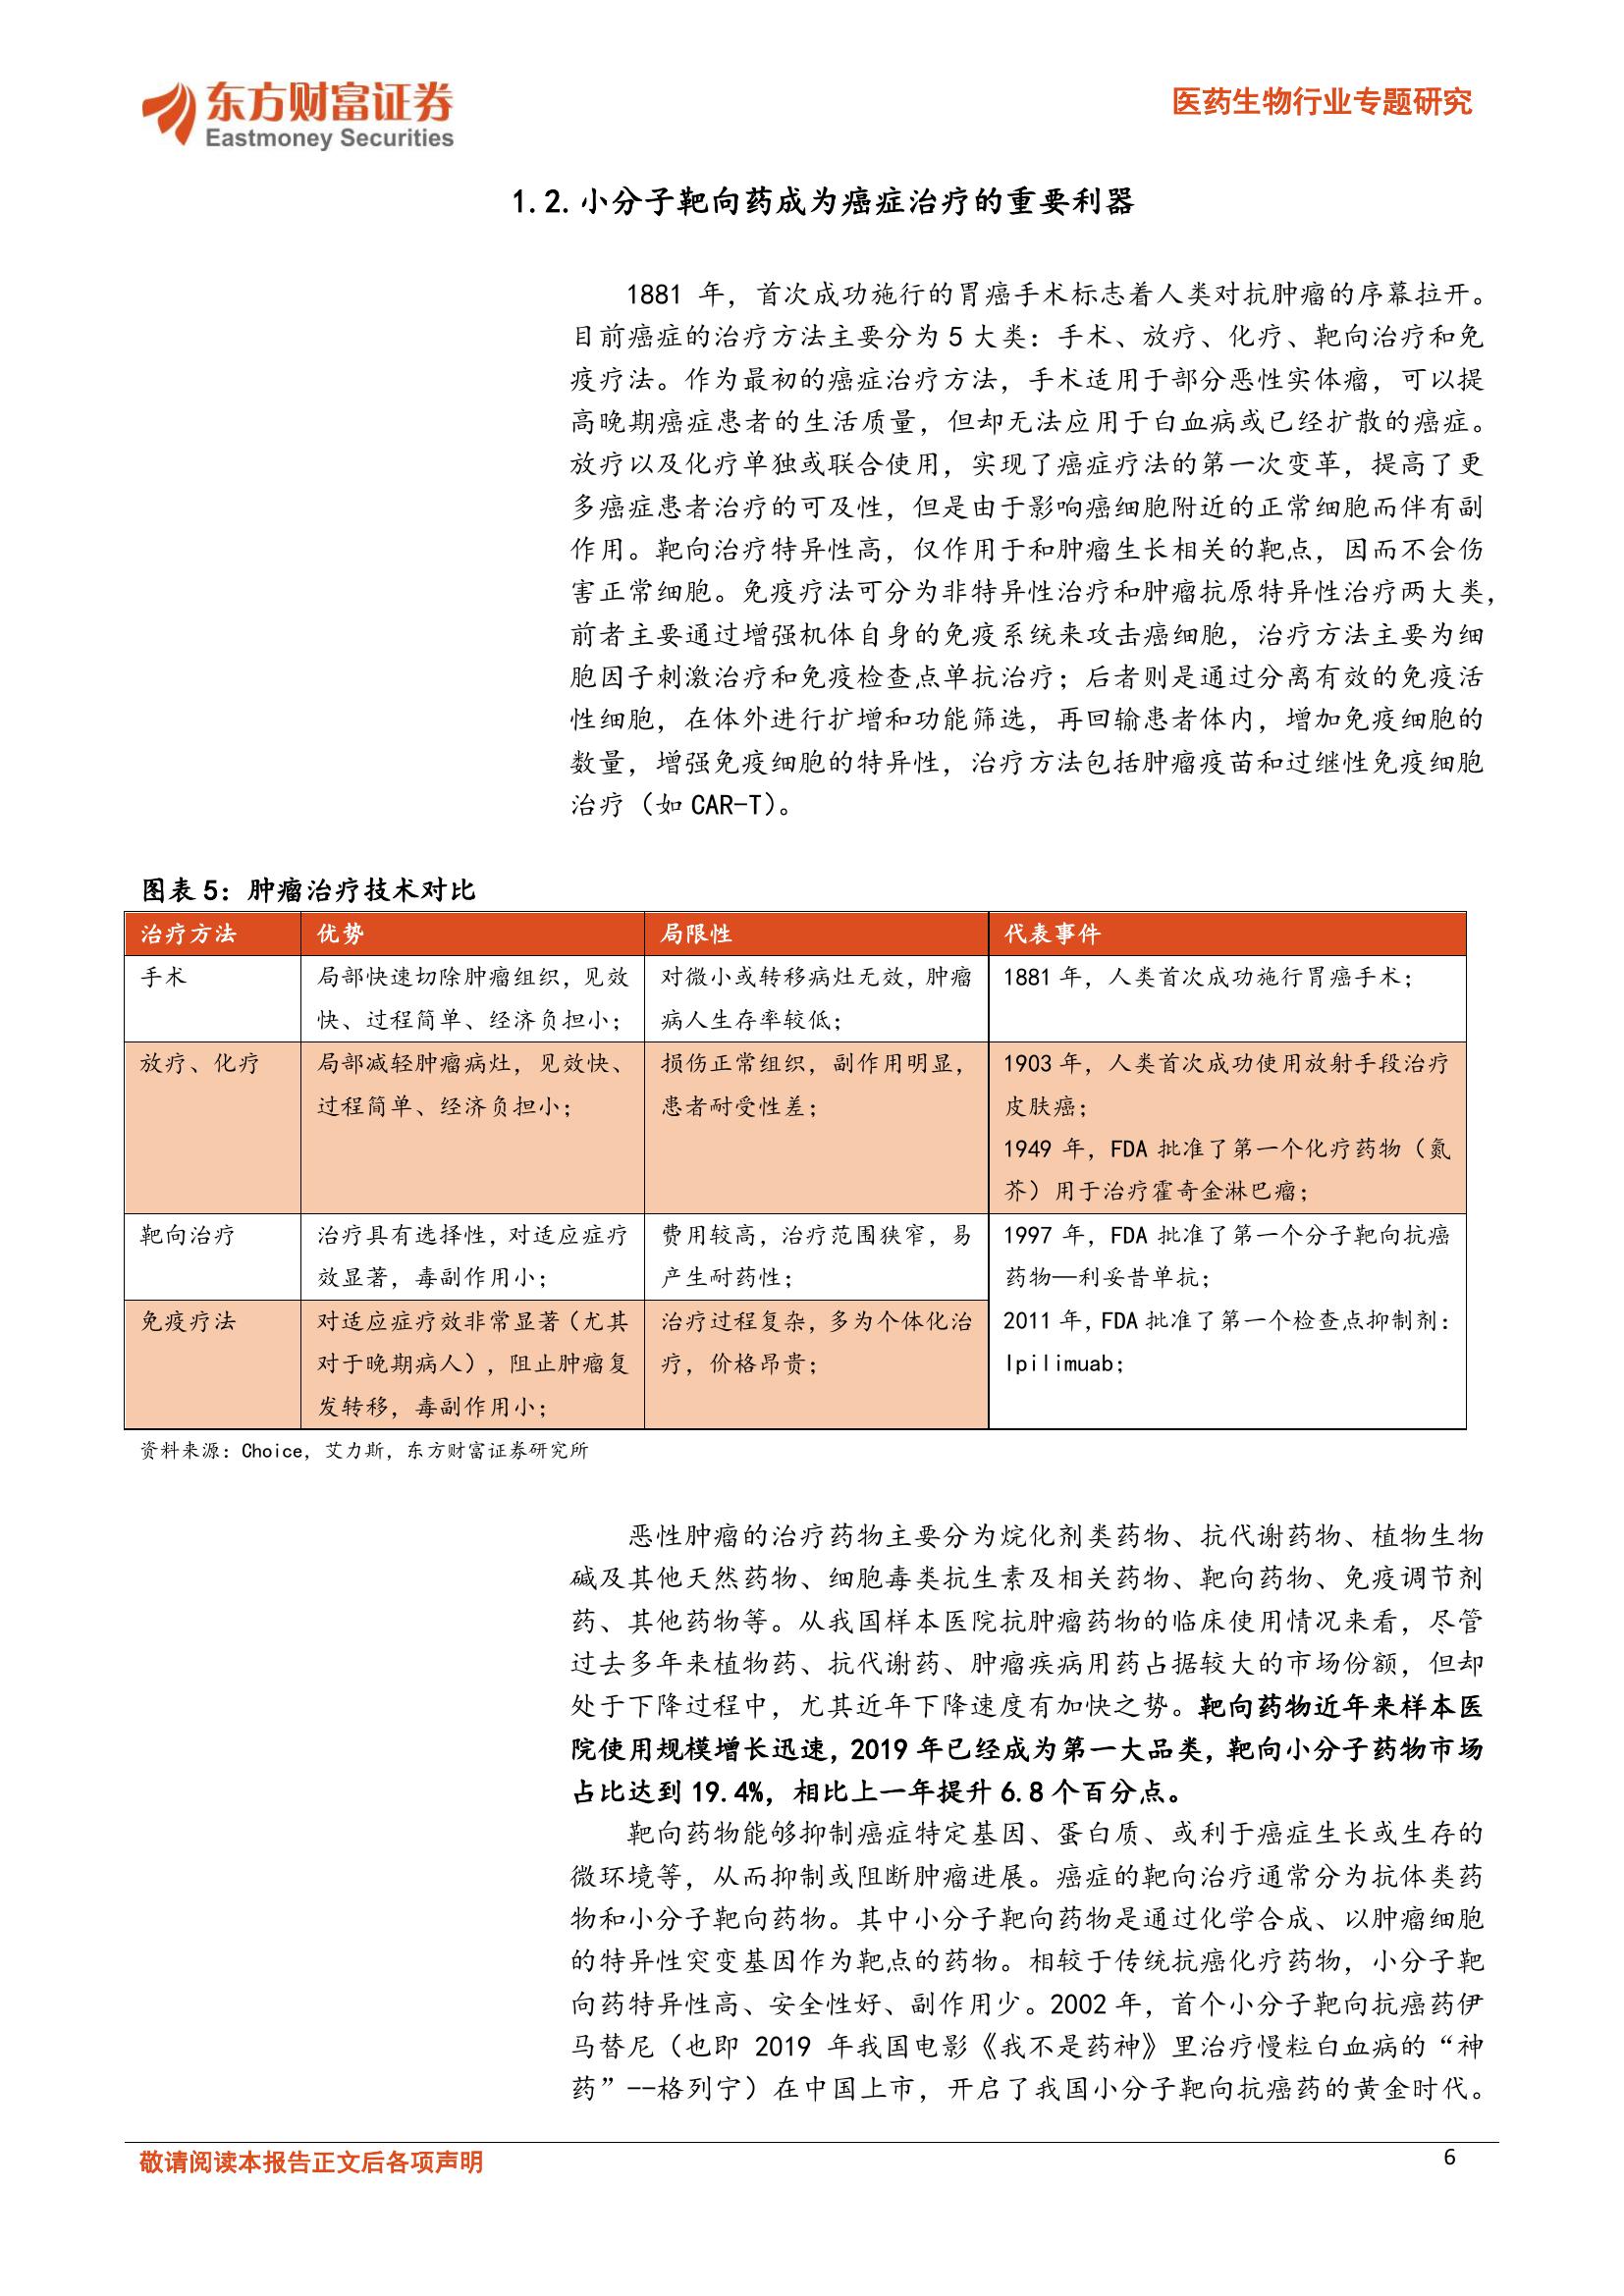 东方财富证券
Eastmoney Securities
医药生物行业专题研究
1.2.小分子靶向药成为癌症治疗的重要利器
1881 年，首次成功施行的胃癌手术标志着人类对抗肿瘤的序幕拉开。
目前癌症的治疗方法主要分为 5 大类：手术、放疗、化疗、靶向治疗和免
疫疗法。作为最初的癌症治疗方法，手术适用于部分恶性实体瘤，可以提
高晚期癌症患者的生活质量，但却无法应用于白血病或已经扩散的癌症。
放疗以及化疗单独或联合使用，实现了癌症疗法的第一次变革，提高了更
多癌症患者治疗的可及性，但是由于影响癌细胞附近的正常细胞而伴有副
作用。靶向治疗特异性高，仅作用于和肿瘤生长相关的靶点，因而不会伤
害正常细胞。免疫疗法可分为非特异性治疗和肿瘤抗原特异性治疗两大类，
前者主要通过增强机体自身的免疫系统来攻击癌细胞，治疗方法主要为细
胞因子刺激治疗和免疫检查点单抗治疗；后者则是通过分离有效的免疫活
性细胞，在体外进行扩增和功能筛选，再回输患者体内，增加免疫细胞的
数量，增强免疫细胞的特异性，治疗方法包括肿瘤疫苗和过继性免疫细胞
治疗（如 CAR-T）。
图表 5：肿瘤治疗技术对比
治疗方法 优势 局限性 代表事件
手术 局部快速切除肿瘤组织，见效 对微小或转移病灶无效，肿瘤 1881 年，人类首次成功施行胃癌手术；
快、过程简单、经济负担小； 病人生存率较低；
放疗、化疗 局部减轻肿瘤病灶，见效快、 损伤正常组织，副作用明显， 1903 年，人类首次成功使用放射手段治疗
过程简单、经济负担小； 患者耐受性差； 皮肤癌；
1949 年，FDA 批准了第一个化疗药物（氮
芥）用于治疗霍奇金淋巴瘤；
靶向治疗 治疗具有选择性，对适应症疗 费用较高，治疗范围狭窄，易 1997 年，FDA 批准了第一个分子靶向抗癌
效显著，毒副作用小； 产生耐药性； 药物—利妥昔单抗；
免疫疗法 对适应症疗效非常显著（尤其 治疗过程复杂，多为个体化治 2011 年，FDA 批准了第一个检查点抑制剂：
对于晚期病人），阻止肿瘤复 疗，价格昂贵； Ipilimuab；
发转移，毒副作用小；
资料来源：Choice，艾力斯，东方财富证券研究所
恶性肿瘤的治疗药物主要分为烷化剂类药物、抗代谢药物、植物生物
碱及其他天然药物、细胞毒类抗生素及相关药物、靶向药物、免疫调节剂
药、其他药物等。从我国样本医院抗肿瘤药物的临床使用情况来看，尽管
过去多年来植物药、抗代谢药、肿瘤疾病用药占据较大的市场份额，但却
处于下降过程中，尤其近年下降速度有加快之势。靶向药物近年来样本医
院使用规模增长迅速，2019 年已经成为第一大品类，靶向小分子药物市场
占比达到 19.4%，相比上一年提升 6.8 个百分点。
靶向药物能够抑制癌症特定基因、蛋白质、或利于癌症生长或生存的
微环境等，从而抑制或阻断肿瘤进展。癌症的靶向治疗通常分为抗体类药
物和小分子靶向药物。其中小分子靶向药物是通过化学合成、以肿瘤细胞
的特异性突变基因作为靶点的药物。相较于传统抗癌化疗药物，小分子靶
向药特异性高、安全性好、副作用少。2002 年，首个小分子靶向抗癌药伊
马替尼（也即 2019 年我国电影《我不是药神》里治疗慢粒白血病的“神
药”--格列宁）在中国上市，开启了我国小分子靶向抗癌药的黄金时代。
敬请阅读本报告正文后各项声明
6